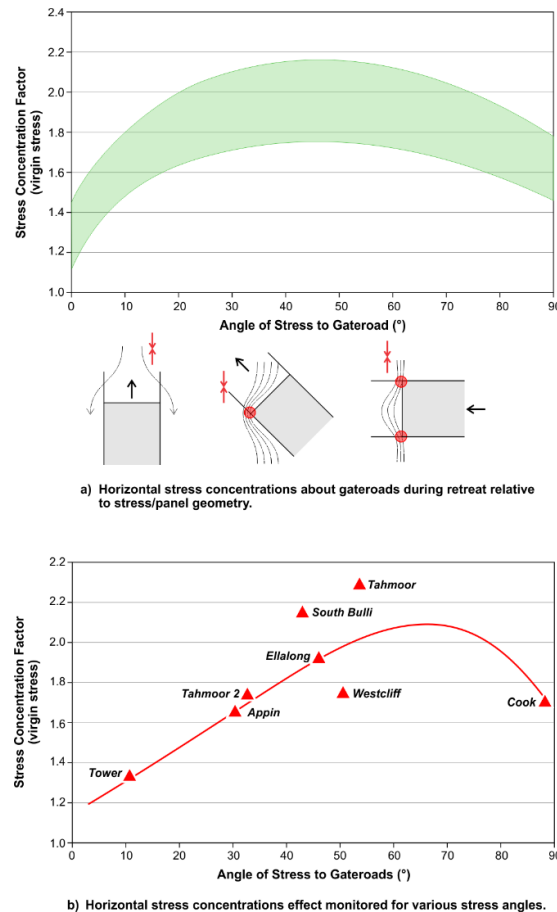 2.4
2.2
2.0
1.8
1.6
1.4
1.2
1.0
Stress Concentration Factor
(virgin stress)
0 10 20 30 40 50 60 70 80 90
Angle of Stress to Gateroad (°)
a) Horizontal stress concentrations about gateroads during retreat relative
to stress/panel geometry.
2.2
2.2
2.0
1.8
1.6
1.4
1.2
1.0
Stress Concentration Factor
(virgin stress)
Tahmoor
South Bulli
Ellalong
Tahmoor 2
Westcliff
Appin
Cook
Tower
0 10 20 30 40 50 60 70 80 90
Angle of Stress to Gateroads (°)
b) Horizontal stress concentrations effect monitored for various stress angles.